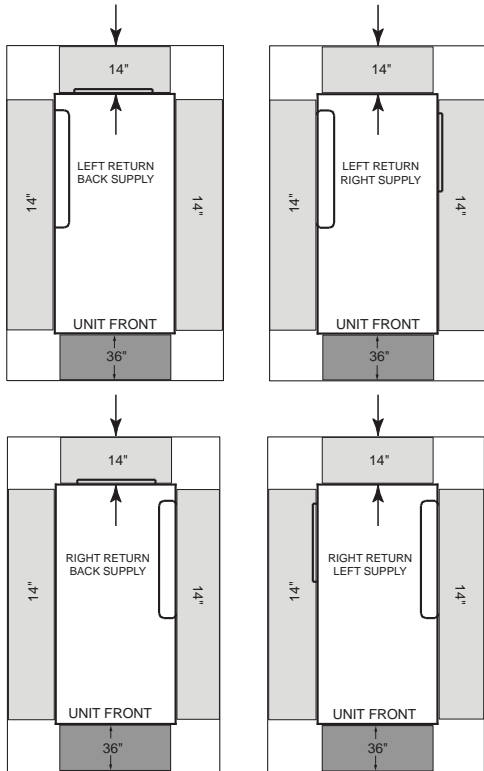 14"
LEFT RETURN
BACK SUPPLY
14"
14"
UNIT FRONT
36"
14"
LEFT RETURN
RIGHT SUPPLY
14"
14"
UNIT FRONT
36"
14"
RIGHT RETURN
BACK SUPPLY
14"
14"
UNIT FRONT
36"
14"
RIGHT RETURN
LEFT SUPPLY
14"
14"
UNIT FRONT
36"